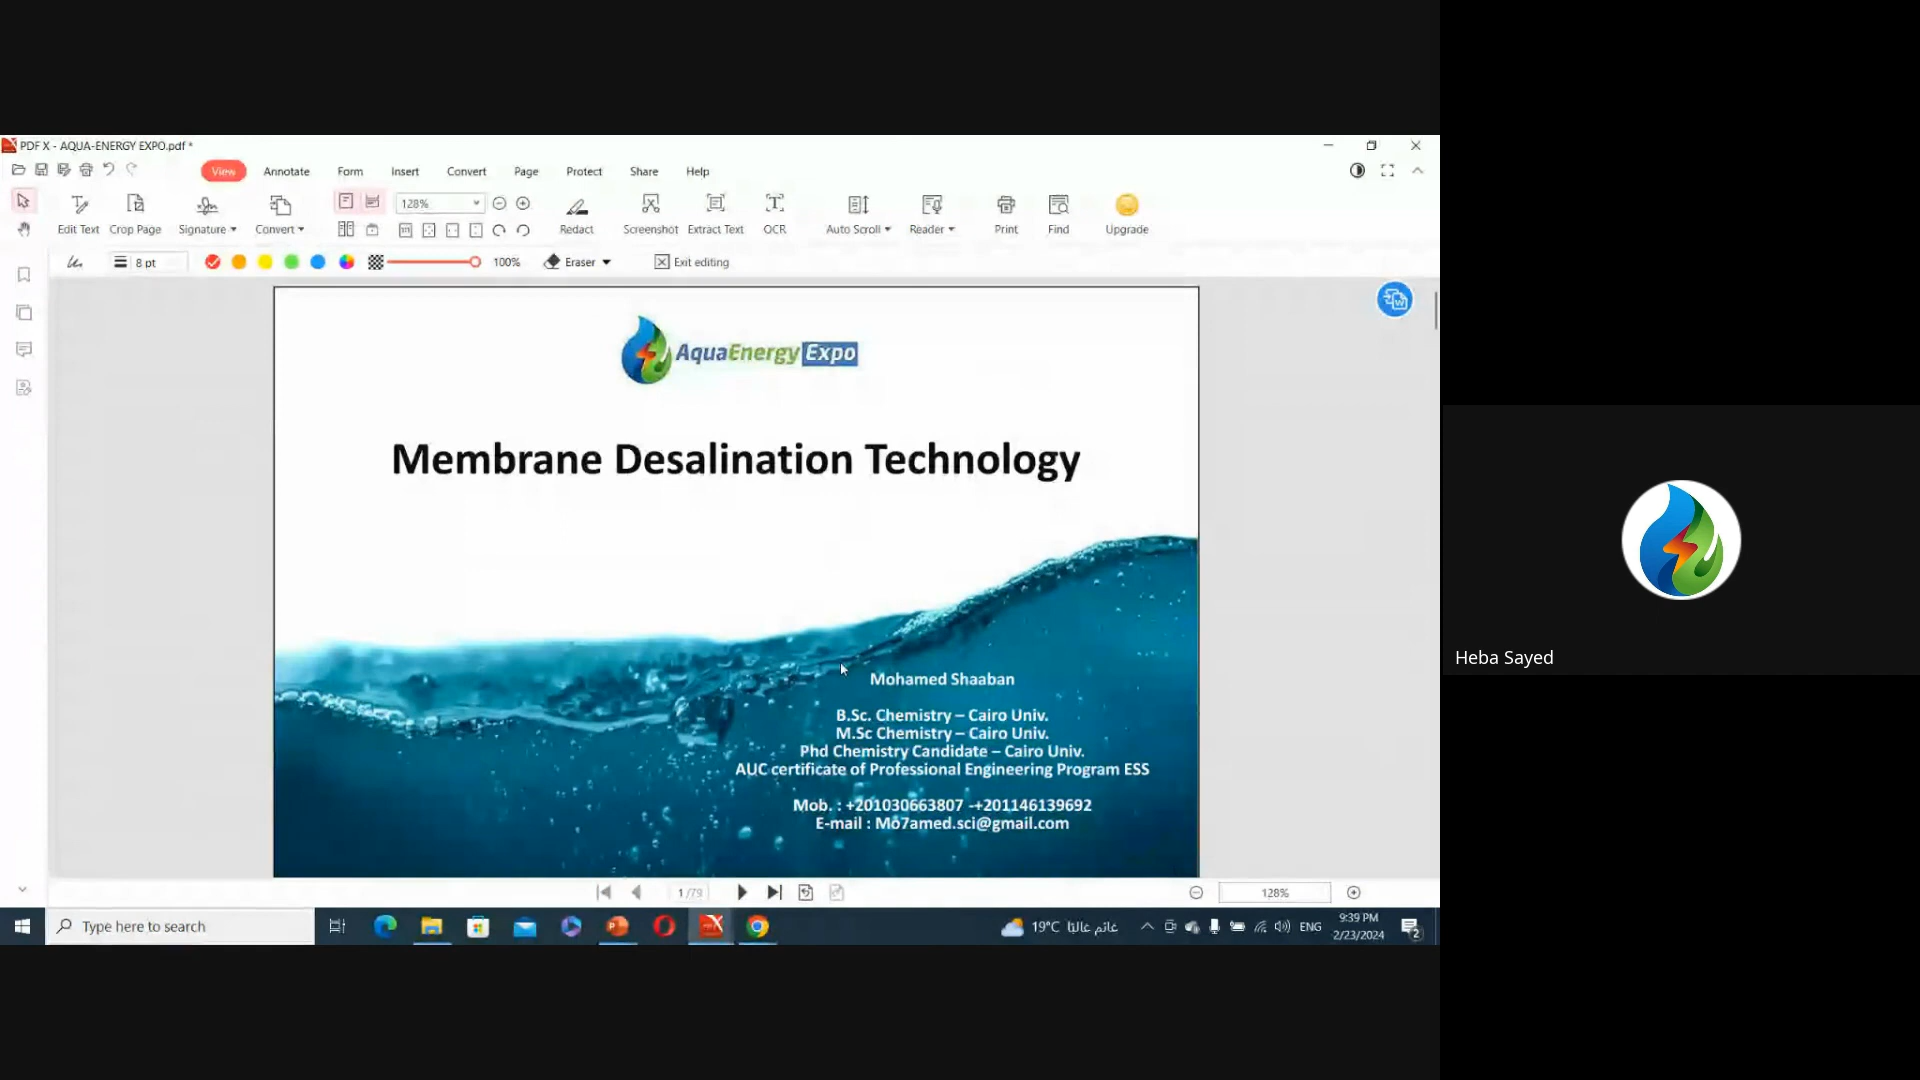 PDF X - AQUA-ENERGY EXPO.pdf *
View Annotate Form Insert Convert Page Protect Share Help
128%
Edit Text Crop Page Signature Convert Redact Screenshot Extract Text OCR Auto Scroll Reader Print Find Upgrade
8 pt 100% Eraser Exit editing
AquaEnergy Expo
Membrane Desalination Technology
Mohamed Shaaban
B.Sc. Chemistry – Cairo Univ.
M.Sc Chemistry – Cairo Univ.
Phd Chemistry Candidate – Cairo Univ.
AUC certificate of Professional Engineering Program ESS
Mob. : +201030663807 -+201146139692
E-mail : Mo7amed.sci@gmail.com
Heba Sayed
1 /79
128%
Type here to search
19°C غائم غالبًا
ENG
9:39 PM
2/23/2024
2